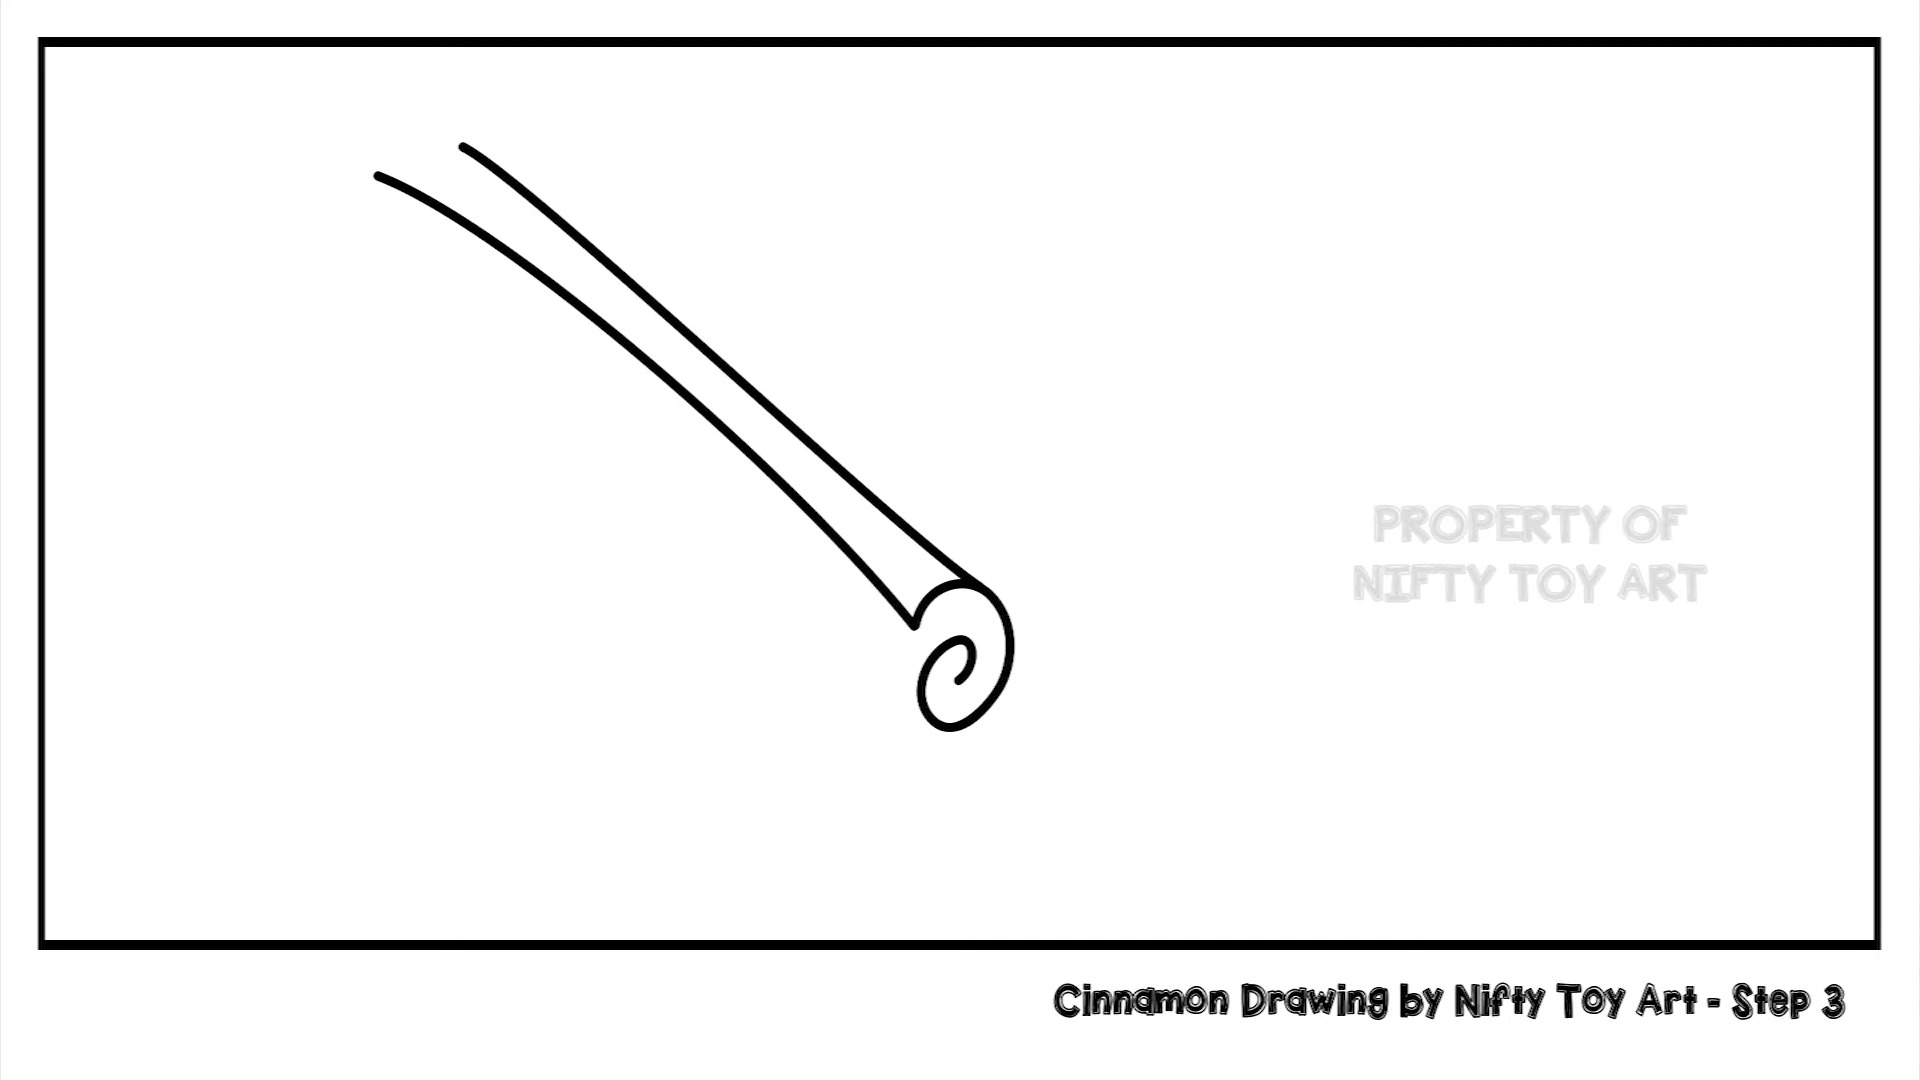 PROPERTY OF
NIFTY TOY ART
Cinnamon Drawing by Nifty Toy Art - Step 3